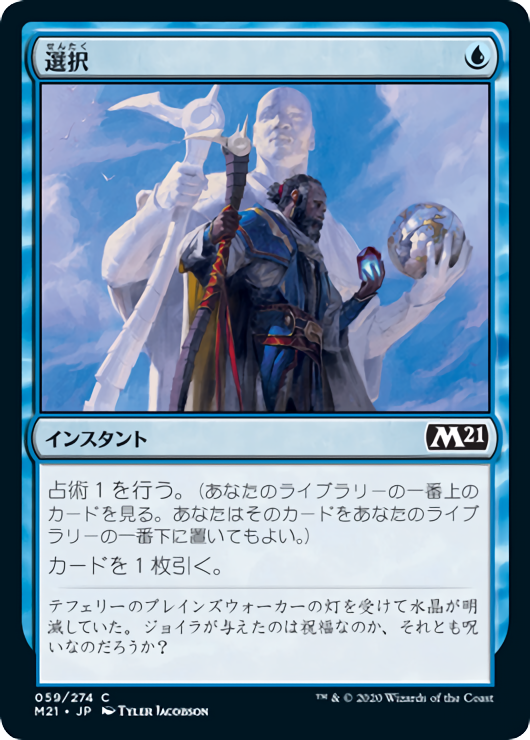 せんたく
選択
インスタント
M21
占術1を行う。(あなたのライブラリーの一番上の
カードを見る。あなたはそのカードをあなたのライブ
ラリーの一番下に置いてもよい。)
カードを1枚引く。
テフェリーのプレインズウォーカーの灯を受けて水晶が明
滅していた。ジョイラが与えたのは祝福なのか、それとも呪
いなのだろうか？
059/274 C
M21 • JP Tyler Jacobson
™ & © 2020 Wizards of the Coast